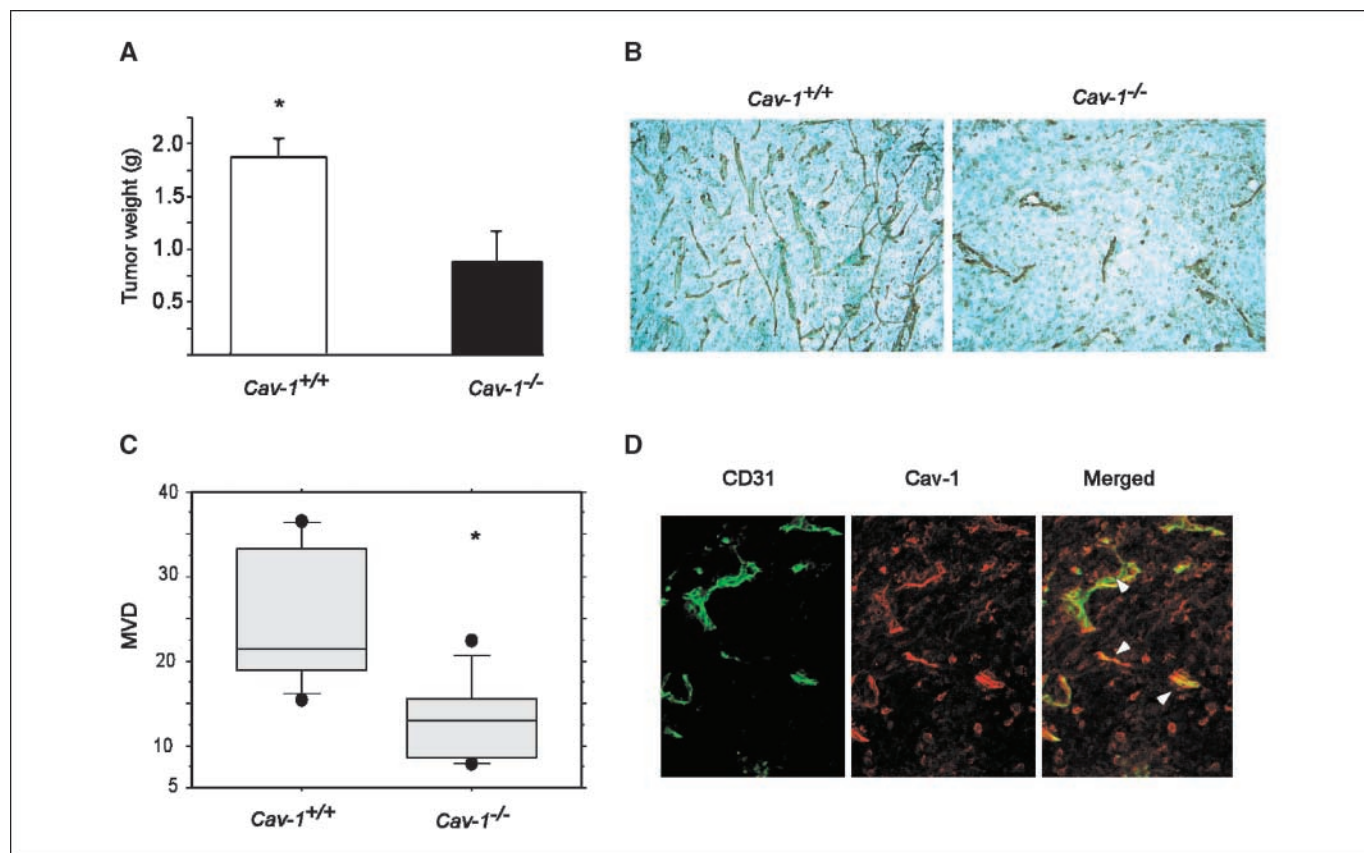 A
*
Tumor weight (g)
2.0
1.5
1.0
0.5
Cav-1+/+
Cav-1-/-
B
Cav-1+/+
Cav-1-/-
C
MVD
40
30
20
10
5
*
Cav-1+/+
Cav-1-/-
D
CD31
Cav-1
Merged